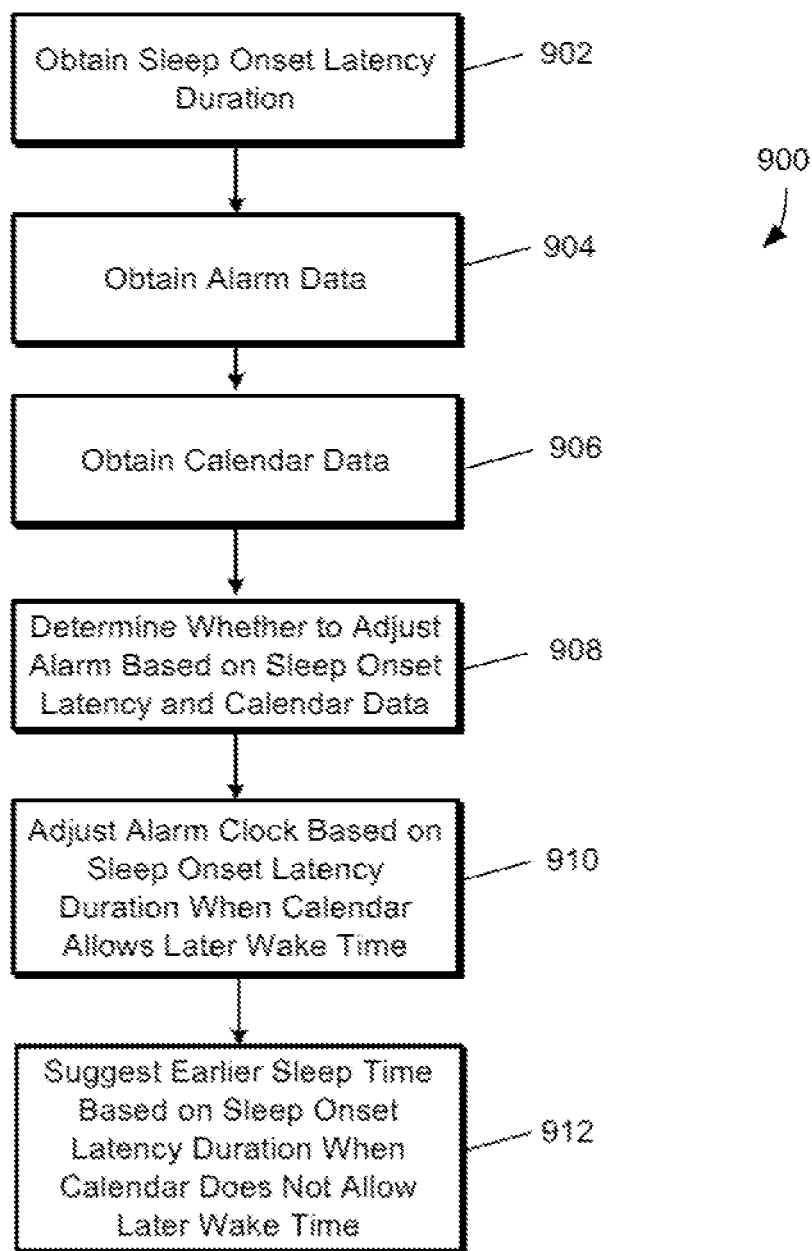 Obtain Sleep Onset Latency
Duration
902
900
Obtain Alarm Data
904
Obtain Calendar Data
906
Determine Whether to Adjust
Alarm Based on Sleep Onset
Latency and Calendar Data
908
Adjust Alarm Clock Based on
Sleep Onset Latency
Duration When Calendar
Allows Later Wake Time
910
Suggest Earlier Sleep Time
Based on Sleep Onset
Latency Duration When
Calendar Does Not Allow
Later Wake Time
912